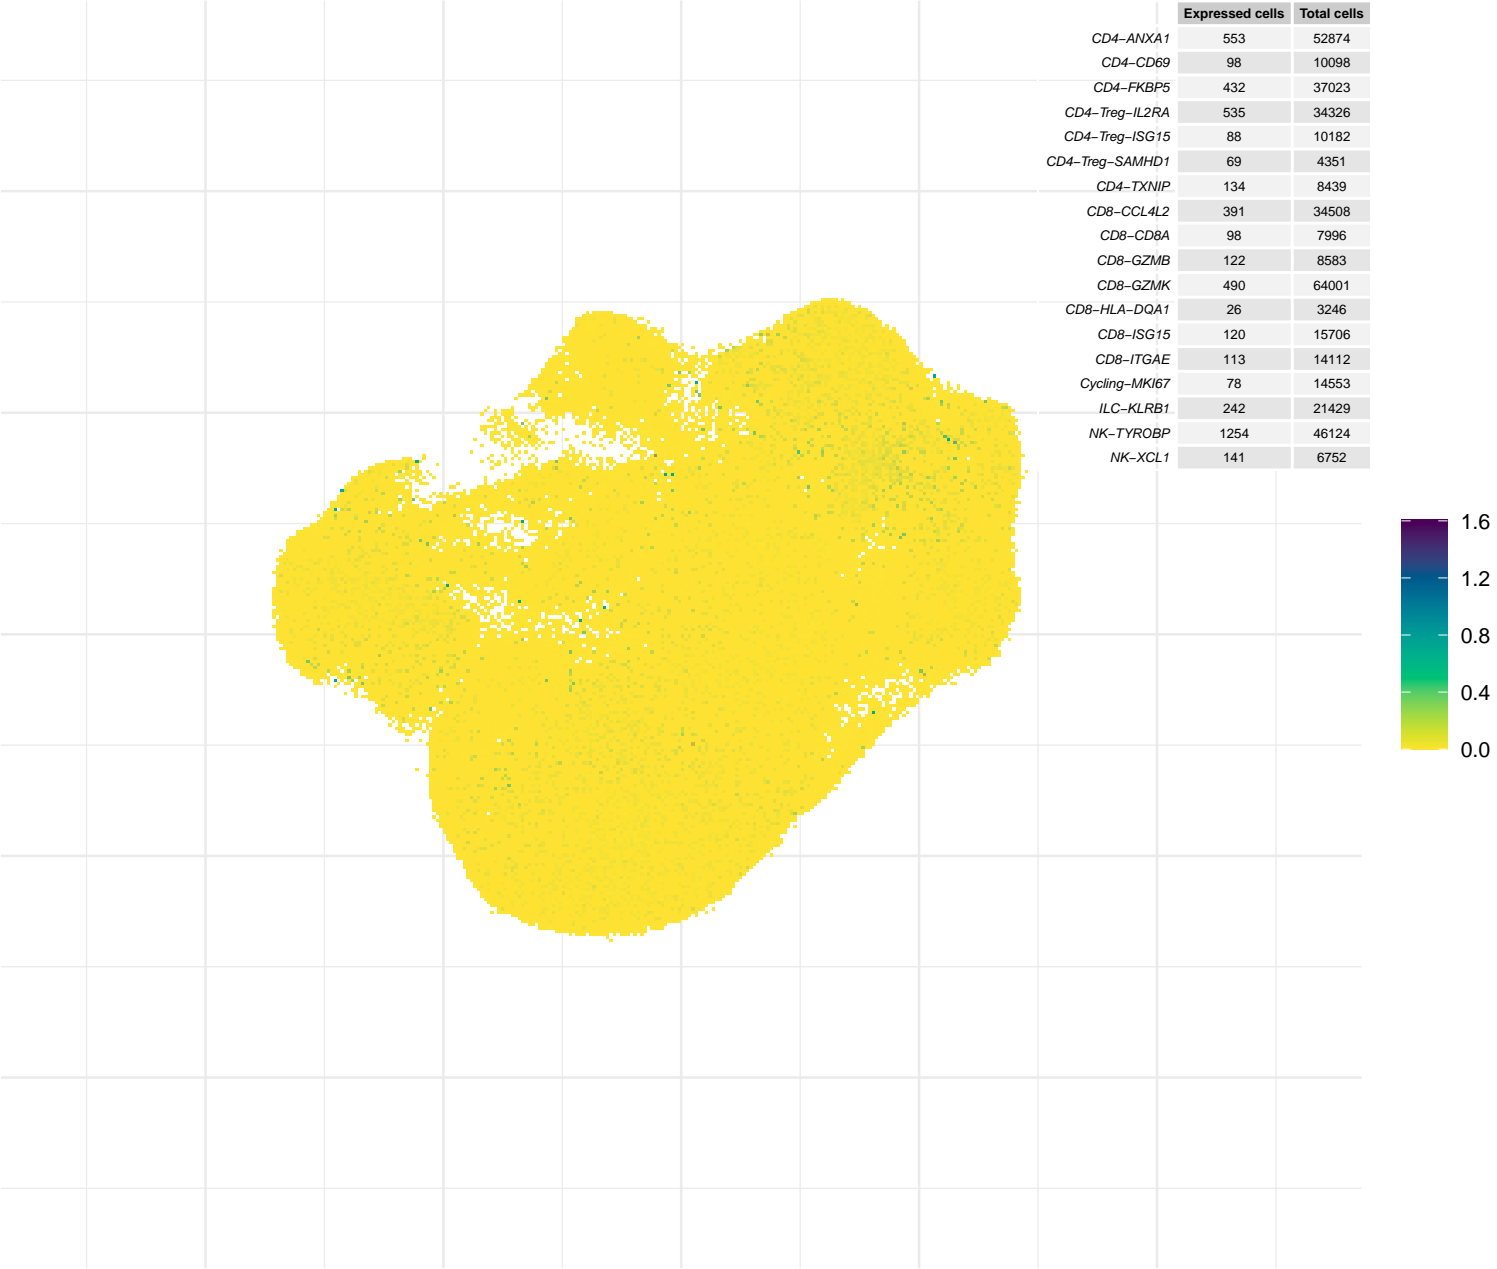 Expressed cells Total cells
CD4−ANXA1 553 52874
CD4−CD69 98 10098
CD4−FKBP5 432 37023
CD4−Treg−IL2RA 535 34326
CD4−Treg−ISG15 88 10182
CD4−Treg−SAMHD1 69 4351
CD4−TXNIP 134 8439
CD8−CCL4L2 391 34508
CD8−CD8A 98 7996
CD8−GZMB 122 8583
CD8−GZMK 490 64001
CD8−HLA−DQA1 26 3246
CD8−ISG15 120 15706
CD8−ITGAE 113 14112
Cycling−MKI67 78 14553
ILC−KLRB1 242 21429
NK−TYROBP 1254 46124
NK−XCL1 141 6752
1.6
1.2
0.8
0.4
0.0